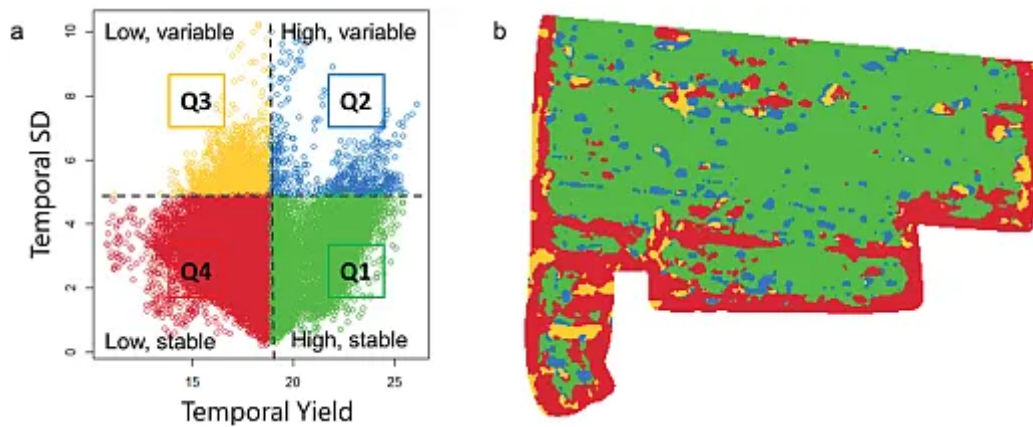 a
b
Low, variable
High, variable
Q3
Q2
Q4
Q1
Low, stable
High, stable
Temporal SD
10
8
6
4
2
0
15
20
25
Temporal Yield